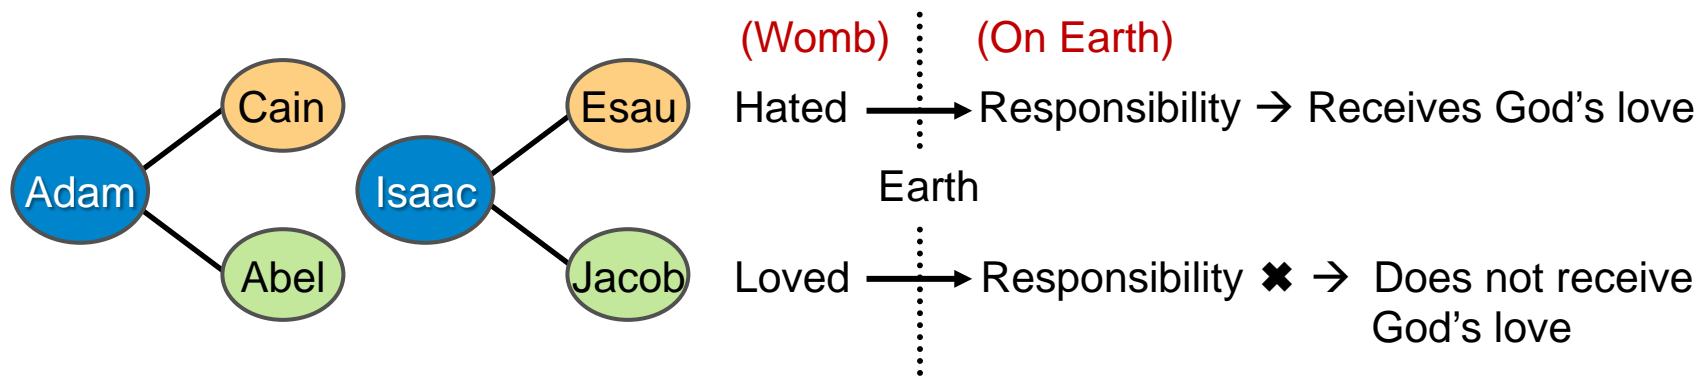 (Womb) (On Earth)
Cain Esau Hated → Responsibility → Receives God's love
Adam Isaac Earth
Abel Jacob Loved → Responsibility ✖ → Does not receive
God's love